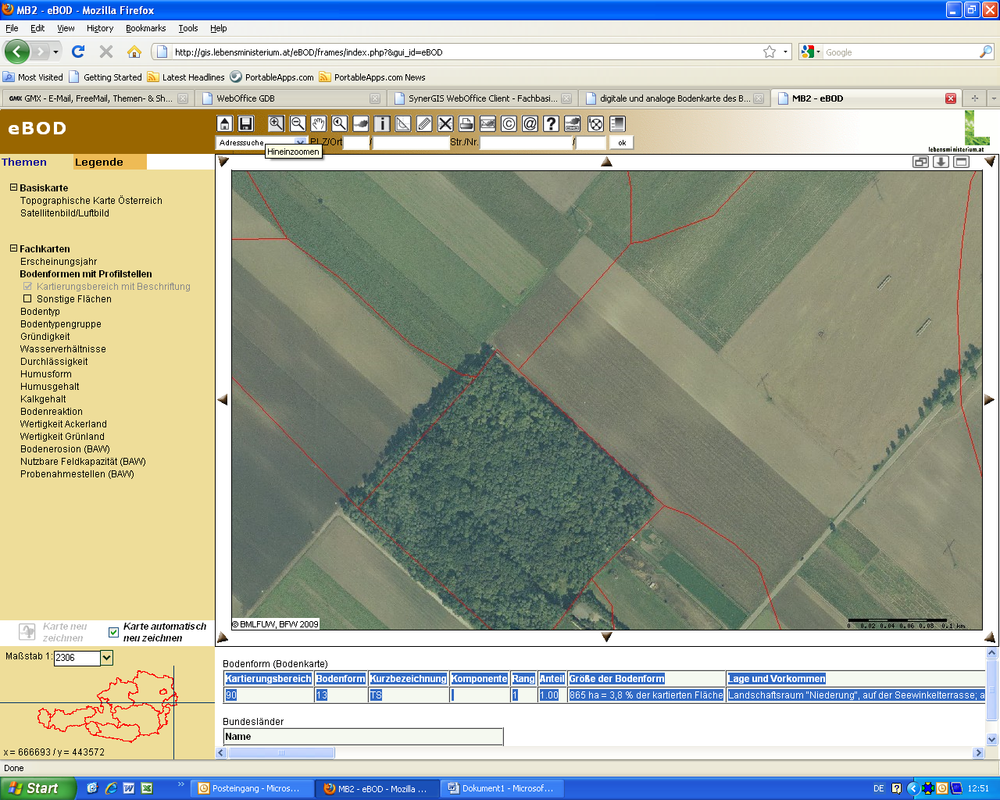 MB2 - eBOD - Mozilla Firefox
File Edit View History Bookmarks Tools Help
http://gis.lebensministerium.at/eBOD/frames/index.php?&gui_id=eBOD
Google
Most Visited Getting Started Latest Headlines PortableApps.com PortableApps.com News
GMX GMX - E-Mail, FreeMail, Themen- & Sh... WebOffice GDB SynerGIS WebOffice Client - Fachbasi... digitale und analoge Bodenkarte des B... MB2 - eBOD
eBOD
Adresssuche PLZ/Ort / Str./Nr. / ok
Hineinzoomen
lebensministerium.at
Themen Legende
Basiskarte
Topographische Karte Österreich
Satellitenbild/Luftbild
Fachkarten
Erscheinungsjahr
Bodenformen mit Profilstellen
Kartierungsbereich mit Beschriftung
Sonstige Flächen
Bodentyp
Bodentypengruppe
Gründigkeit
Wasserverhältnisse
Durchlässigkeit
Humusform
Humusgehalt
Kalkgehalt
Bodenreaktion
Wertigkeit Ackerland
Wertigkeit Grünland
Bodenerosion (BAW)
Nutzbare Feldkapazität (BAW)
Probenahmestellen (BAW)
© BMLFUW, BFW 2009
0 0.02 0.04 0.06 0.08 0.1 km
Karte neu zeichnen
Karte automatisch neu zeichnen
Maßstab 1: 2306
x = 666693 / y = 443572
Bodenform (Bodenkarte)
Kartierungsbereich Bodenform Kurzbezeichnung Komponente Rang Anteil Größe der Bodenform Lage und Vorkommen
90 13 TS 1 1.00 865 ha = 3,8 % der kartierten Fläche Landschaftsraum "Niederung", auf der Seewinkelterrasse; a
Bundesländer
Name
Done
Start Posteingang - Micros... MB2 - eBOD - Mozilla ... Dokument1 - Microsof... DE 12:51